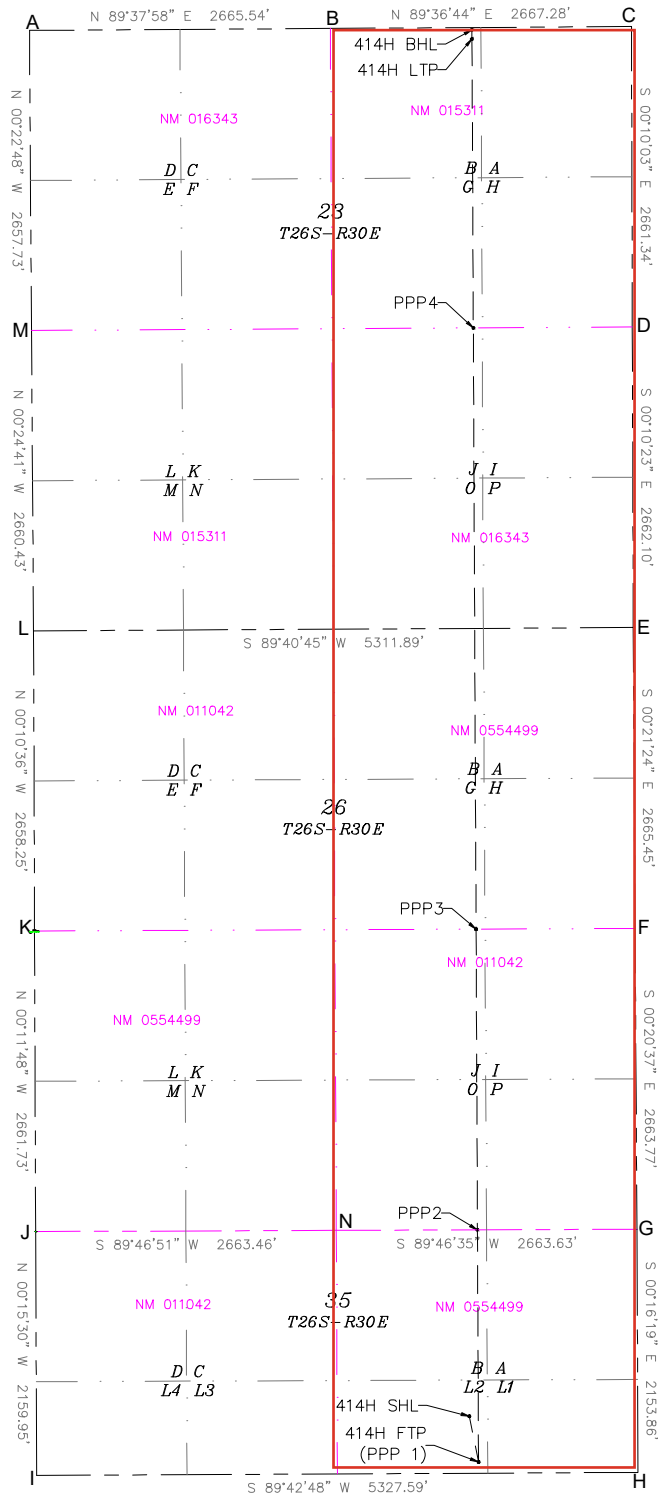 N 89°37'58" E 2665.54'
N 89°36'44" E 2667.28'
A
B
C
414H BHL
414H LTP
N 00°22'48" W 2657.73'
NM 016343
NM 015311
S 00°10'03" E 2661.34'
D C
E F
B A
G H
23
T26S-R30E
PPP4
M
D
N 00°24'41" W 2660.43'
S 00°10'23" E 2662.10'
L K
M N
J I
O P
NM 015311
NM 016343
L
E
S 89°40'45" W 5311.89'
N 00°10'36" W 2658.25'
NM 011042
NM 0554499
S 00°21'24" E 2665.45'
D C
E F
B A
G H
26
T26S-R30E
PPP3
K
F
NM 011042
N 00°11'48" W 2661.73'
NM 0554499
S 00°20'37" E 2663.77'
L K
M N
J I
O P
PPP2
J
N
G
S 89°46'51" W 2663.46'
S 89°46'35" W 2663.63'
N 00°15'30" W 2159.95'
NM 011042
35
T26S-R30E
NM 0554499
S 00°16'19" E 2153.86'
D C
L4 L3
B A
L2 L1
414H SHL
414H FTP
(PPP 1)
I
H
S 89°42'48" W 5327.59'